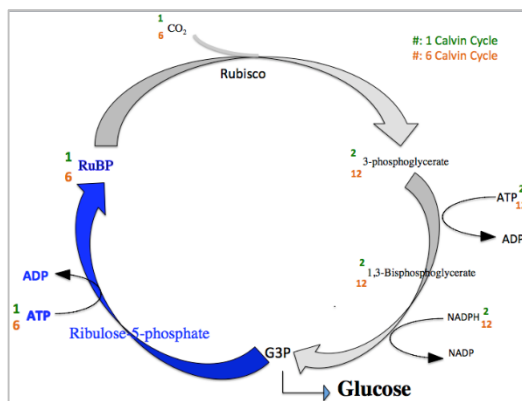 1
6 CO2
#: 1 Calvin Cycle
#: 6 Calvin Cycle
Rubisco
1
6 RuBP
2
12 3-phosphoglycerate
ATP 2
ADP
2
12 1,3-Bisphosphoglycerate
ADP
1
6 ATP
Ribulose-5-phosphate
NADPH 2
12
NADP
G3P
Glucose